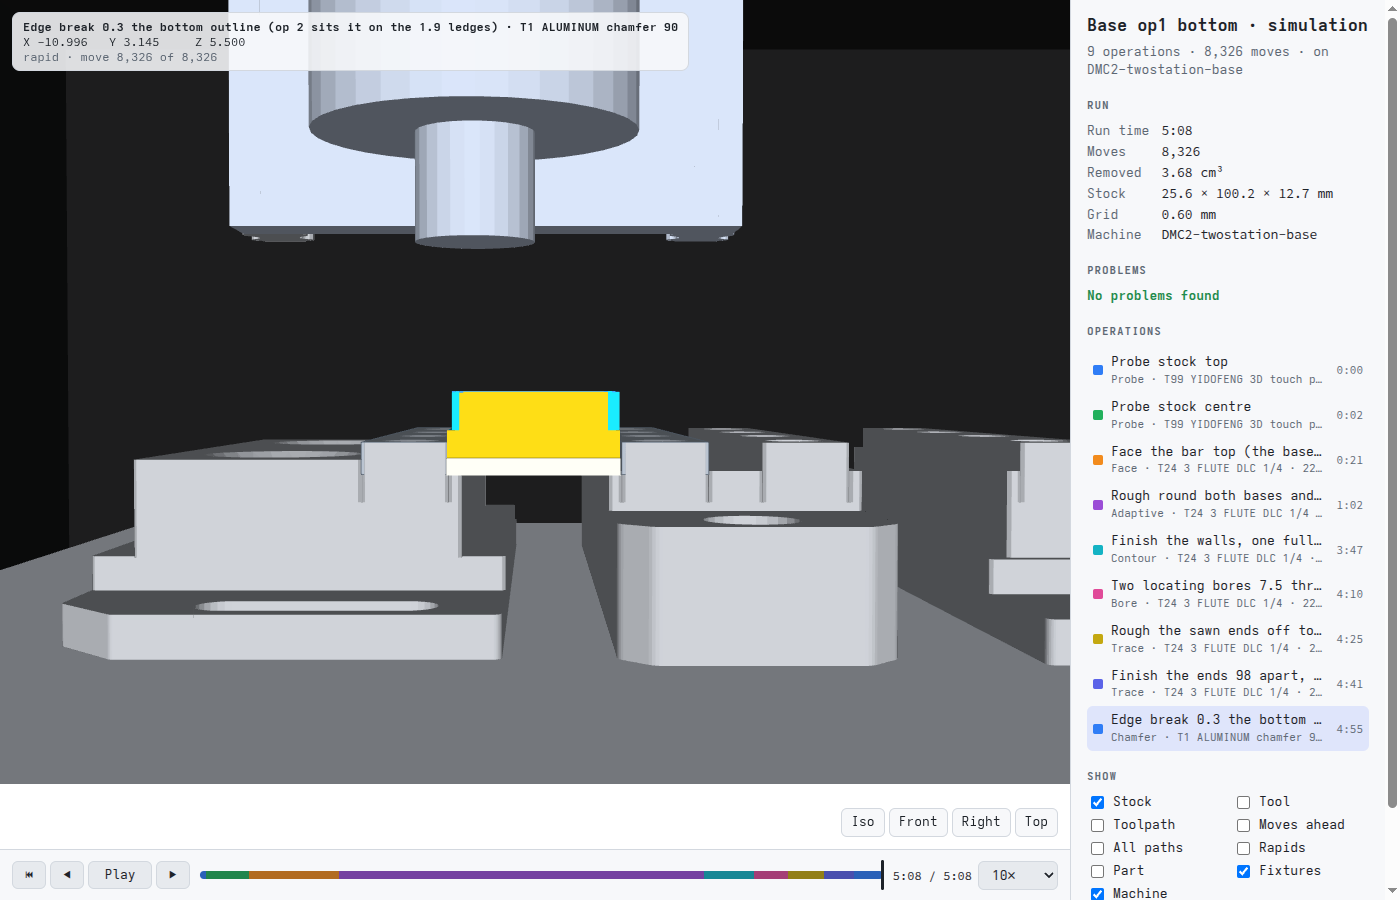 Edge break 0.3 the bottom outline (op 2 sits it on the 1.9 ledges) · T1 ALUMINUM chamfer 90
X -10.996 Y 3.145 Z 5.500
rapid · move 8,326 of 8,326
Iso
Front
Right
Top
Play
5:08 / 5:08
10×
Base op1 bottom · simulation
9 operations · 8,326 moves · on
DMC2-twostation-base
RUN
Run time 5:08
Moves 8,326
Removed 3.68 cm³
Stock 25.6 × 100.2 × 12.7 mm
Grid 0.60 mm
Machine DMC2-twostation-base
PROBLEMS
No problems found
OPERATIONS
Probe stock top
Probe · T99 YIDOFENG 3D touch p…
0:00
Probe stock centre
Probe · T99 YIDOFENG 3D touch p…
0:02
Face the bar top (the base…
Face · T24 3 FLUTE DLC 1/4 · 22…
0:21
Rough round both bases and…
Adaptive · T24 3 FLUTE DLC 1/4 …
1:02
Finish the walls, one full…
Contour · T24 3 FLUTE DLC 1/4 ·…
3:47
Two locating bores 7.5 thr…
Bore · T24 3 FLUTE DLC 1/4 · 22…
4:10
Rough the sawn ends off to…
Trace · T24 3 FLUTE DLC 1/4 · 2…
4:25
Finish the ends 98 apart, …
Trace · T24 3 FLUTE DLC 1/4 · 2…
4:41
Edge break 0.3 the bottom …
Chamfer · T1 ALUMINUM chamfer 9…
4:55
SHOW
Stock
Tool
Toolpath
Moves ahead
All paths
Rapids
Part
Fixtures
Machine